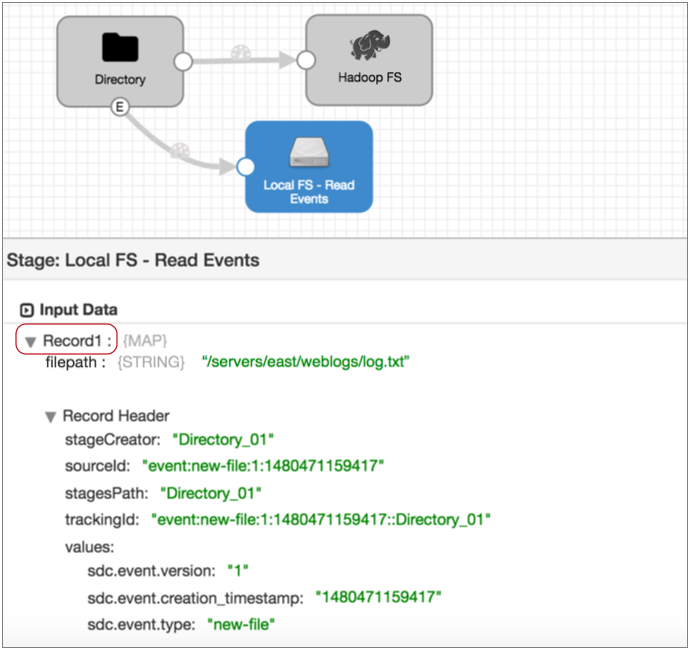 Directory
Hadoop FS
E
Local FS - Read
Events
Stage: Local FS - Read Events
Input Data
Record1 : {MAP}
filepath : {STRING} "/servers/east/weblogs/log.txt"
Record Header
stageCreator: "Directory_01"
sourceId: "event:new-file:1:1480471159417"
stagesPath: "Directory_01"
trackingId: "event:new-file:1:1480471159417::Directory_01"
values:
sdc.event.version: "1"
sdc.event.creation_timestamp: "1480471159417"
sdc.event.type: "new-file"